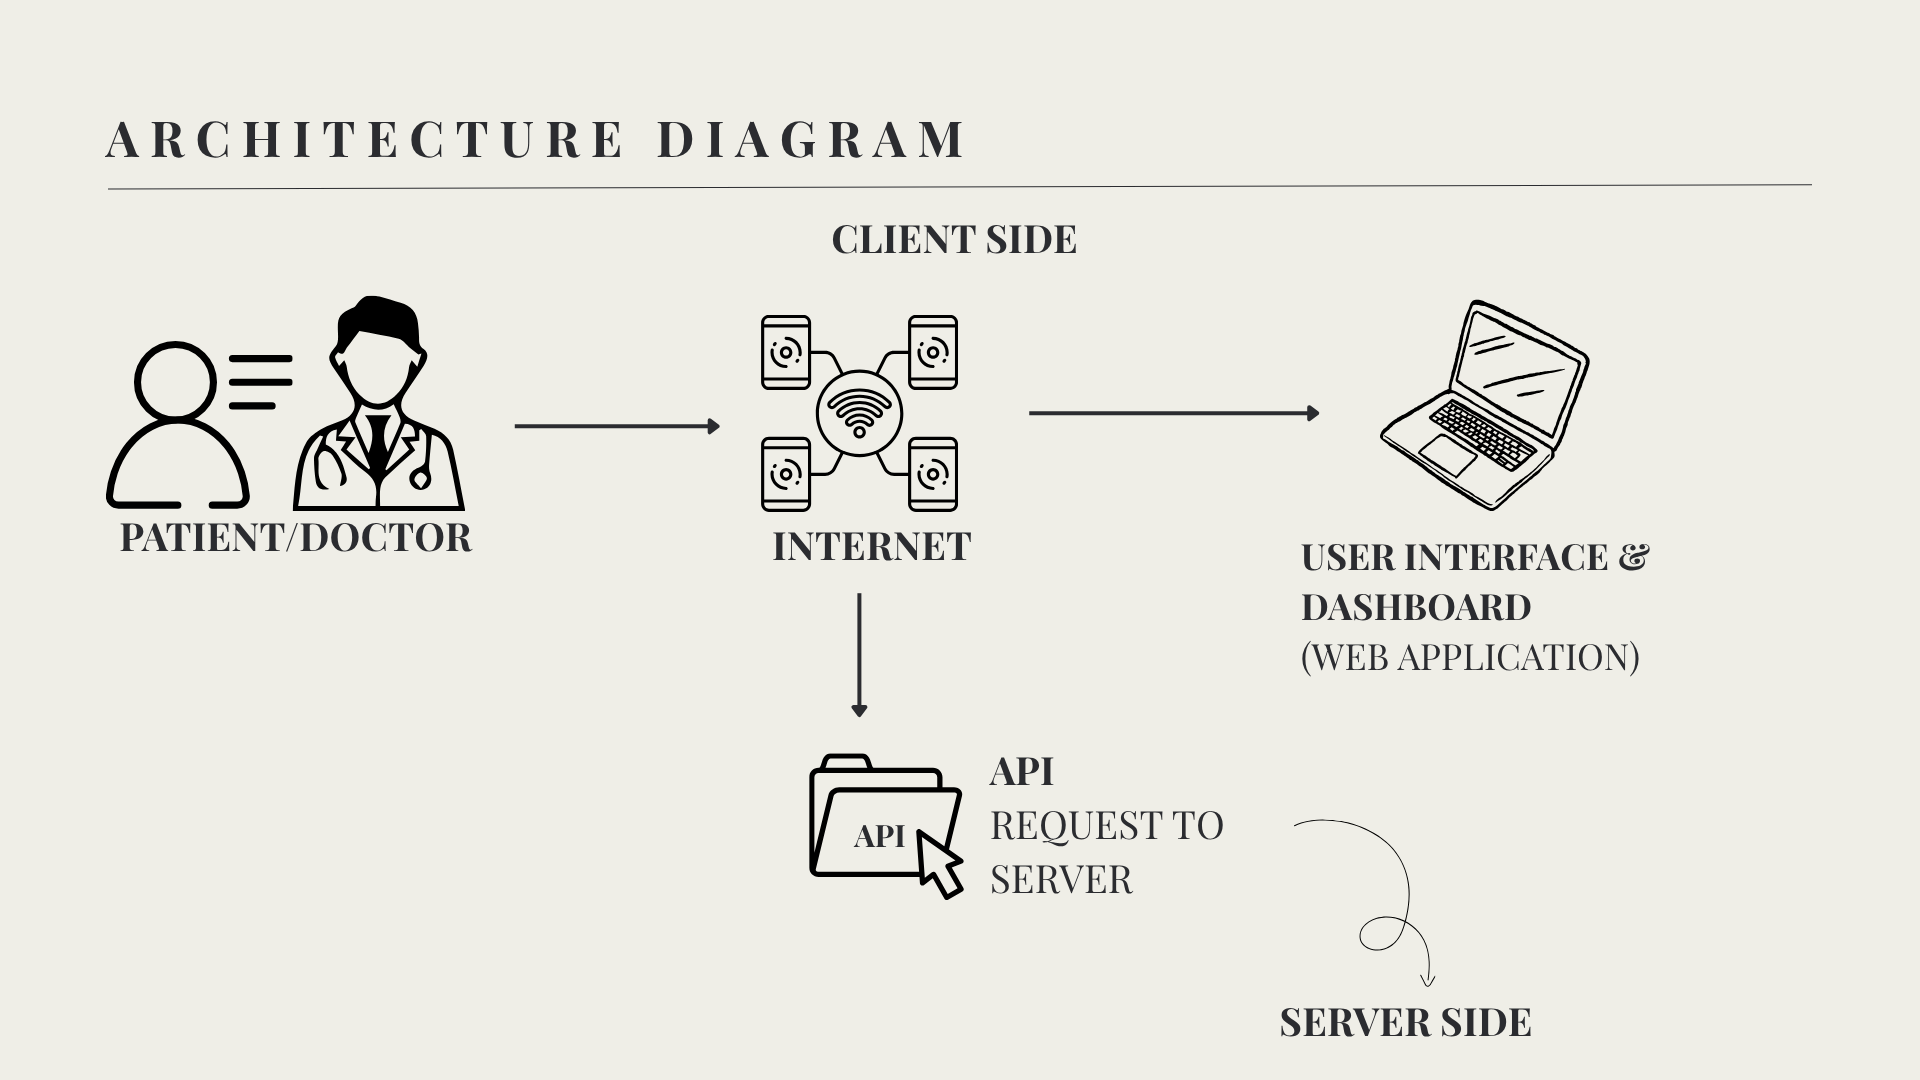 ARCHITECTURE DIAGRAM
CLIENT SIDE
PATIENT/DOCTOR
INTERNET
USER INTERFACE &
DASHBOARD
(WEB APPLICATION)
API
API
REQUEST TO
SERVER
SERVER SIDE